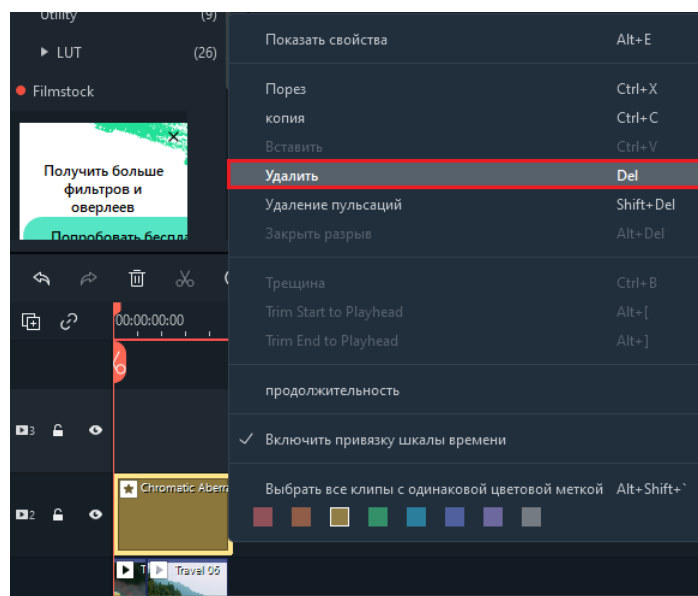 Utility (9)
LUT (26)
Filmstock
Получить больше
фильтров и
оверлеев
Попробовать
00:00:00:00
3
2
Chromatic Aberr
Travel 06
Показать свойства Alt+E
Порез Ctrl+X
копия Ctrl+C
Вставить Ctrl+V
Удалить Del
Удаление пульсаций Shift+Del
Закрыть разрыв Alt+Del
Трещина Ctrl+B
Trim Start to Playhead Alt+[
Trim End to Playhead Alt+]
продолжительность
Включить привязку шкалы времени
Выбрать все клипы с одинаковой цветовой меткой Alt+Shift+`